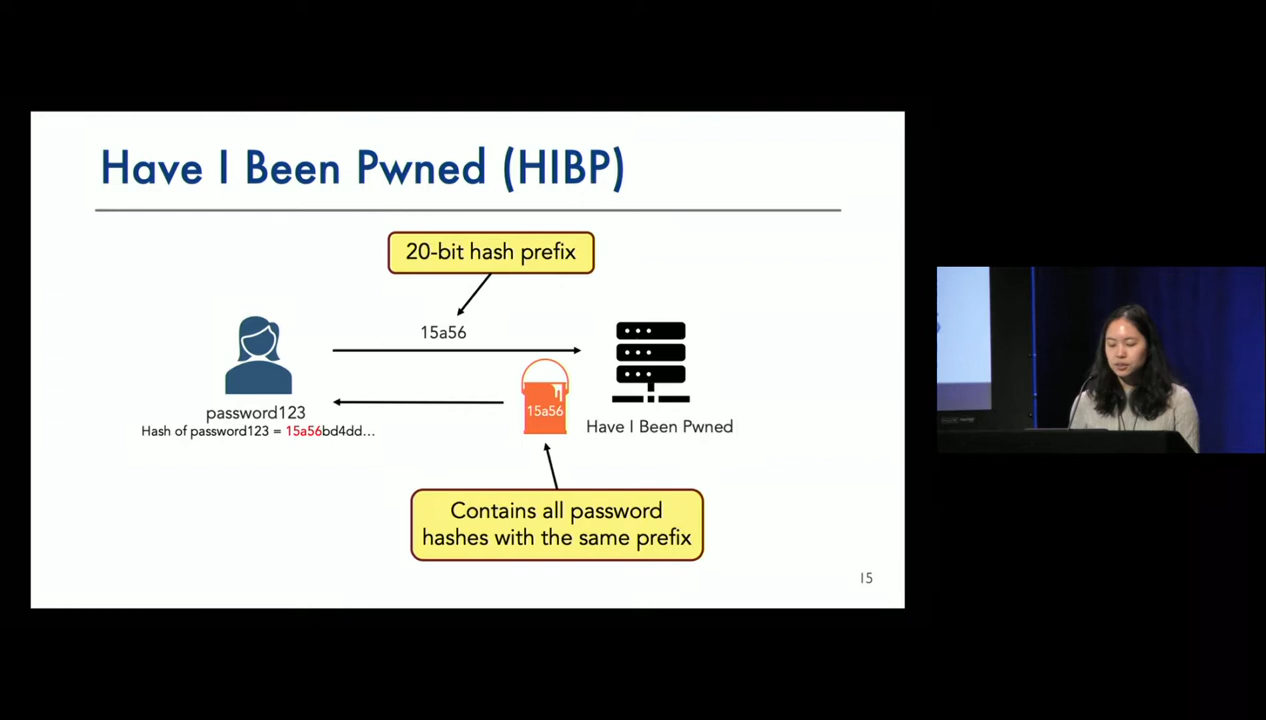 Have I Been Pwned (HIBP)
20-bit hash prefix
15a56
15a56
password123
Hash of password123 = 15a56bd4dd...
Have I Been Pwned
Contains all password
hashes with the same prefix
15